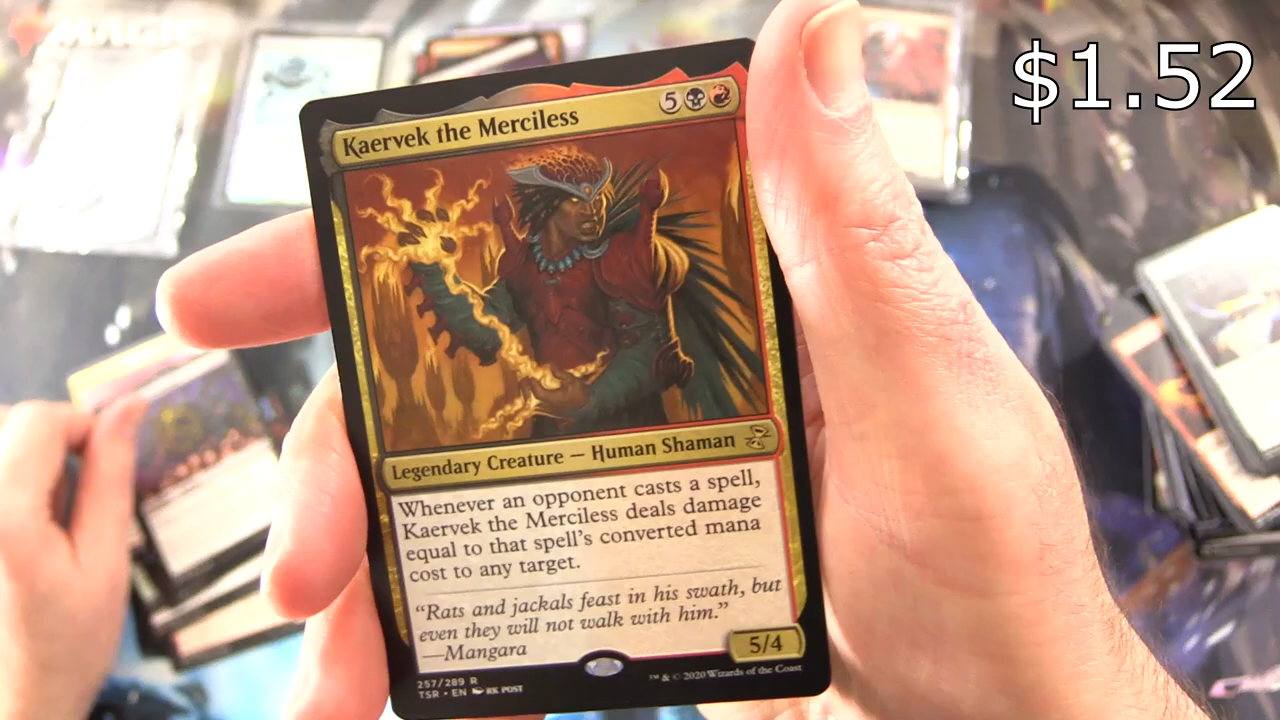 MAGIC
$1.52
Kaervek the Merciless
5
Legendary Creature — Human Shaman
Whenever an opponent casts a spell,
Kaervek the Merciless deals damage
equal to that spell's converted mana
cost to any target.
“Rats and jackals feast in his swath, but
even they will not walk with him.”
—Mangara
5/4
257/289 R
TSR • EN RK POST
™ & © 2020 Wizards of the Coast